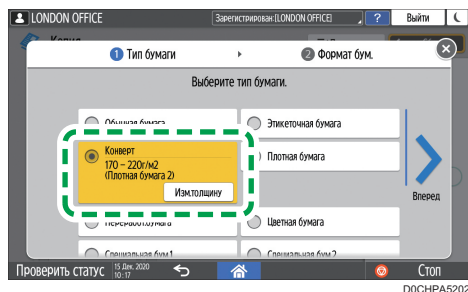 LONDON OFFICE
Зарегистрирован:[LONDON OFFICE]
?
Выйти
Копия
1 Тип бумаги
2 Формат бум.
Выберите тип бумаги.
Обычная бумага
Этикеточная бумага
Конверт
170 – 220г/м2
(Плотная бумага 2)
Изм.толщину
Плотная бумага
Вперед
Переработ.бумага
Цветная бумага
Специальная бум.1
Специальная бум.2
Проверить статус
15 Дек. 2020
10:17
Стоп
D0CHPA5202